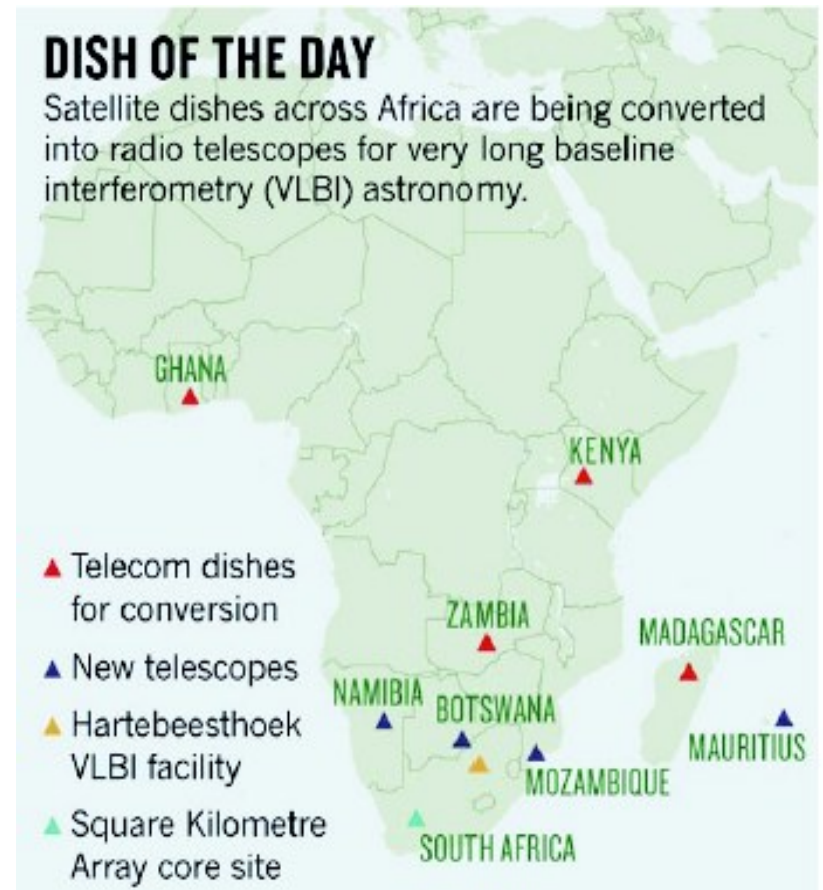 DISH OF THE DAY
Satellite dishes across Africa are being converted
into radio telescopes for very long baseline
interferometry (VLBI) astronomy.
GHANA
KENYA
Telecom dishes
for conversion
ZAMBIA
MADAGASCAR
New telescopes
NAMIBIA
BOTSWANA
Hartebeesthoek
VLBI facility
MAURITIUS
MOZAMBIQUE
Square Kilometre
Array core site
SOUTH AFRICA